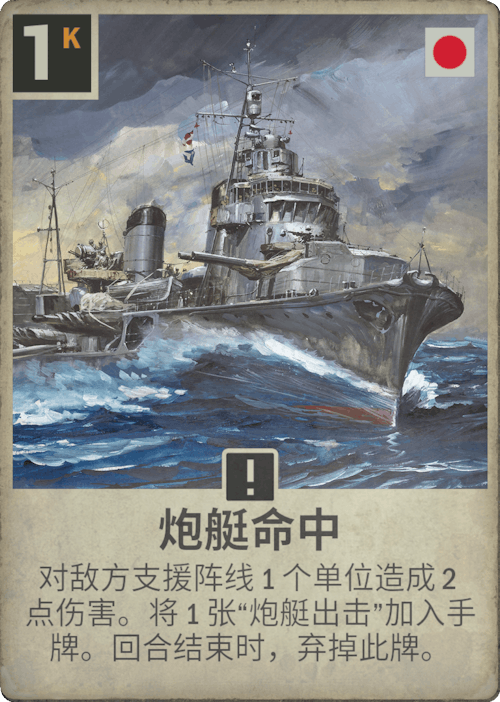 1K
炮艇命中
对敌方支援阵线 1 个单位造成 2
点伤害。将 1 张“炮艇出击”加入手
牌。回合结束时，弃掉此牌。